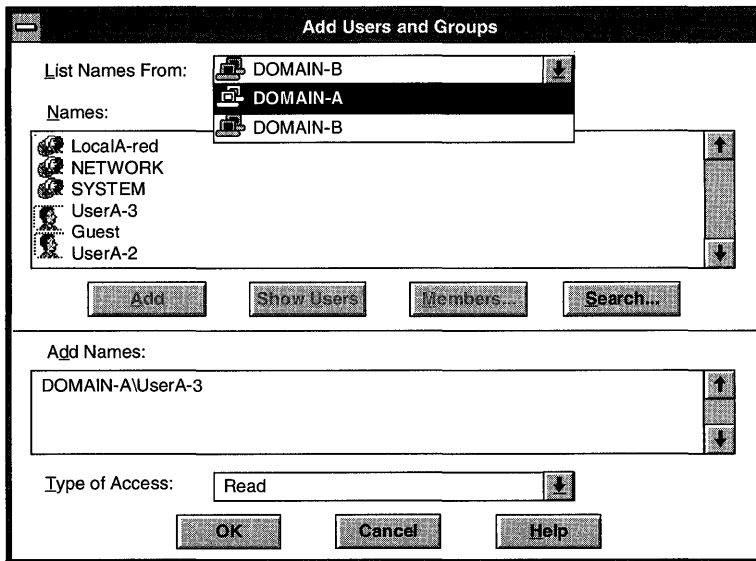 Add Users and Groups
List Names From: DOMAIN-B
DOMAIN-A
DOMAIN-B
Names:
LocalA-red
NETWORK
SYSTEM
UserA-3
Guest
UserA-2
Add Show Users Members... Search...
Add Names:
DOMAIN-A\UserA-3
Type of Access: Read
OK Cancel Help